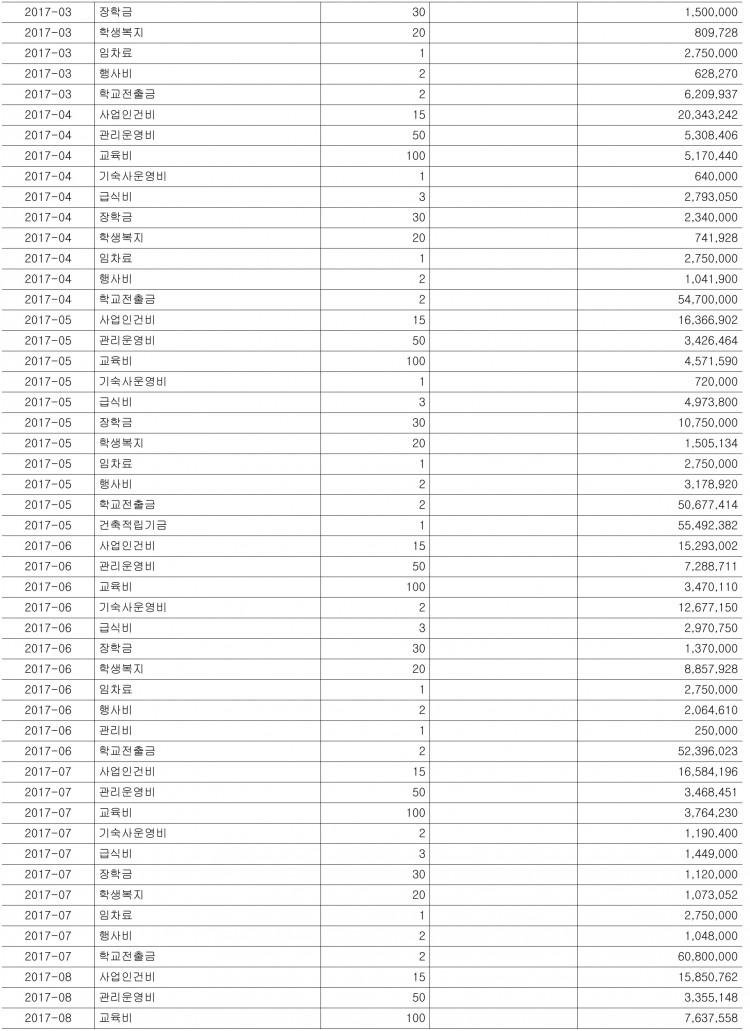 2017-03 장학금 30 1,500,000
2017-03 학생복지 20 809,728
2017-03 임차료 1 2,750,000
2017-03 행사비 2 628,270
2017-03 학교전출금 2 6,209,937
2017-04 사업인건비 15 20,343,242
2017-04 관리운영비 50 5,308,406
2017-04 교육비 100 5,170,440
2017-04 기숙사운영비 1 640,000
2017-04 급식비 3 2,793,050
2017-04 장학금 30 2,340,000
2017-04 학생복지 20 741,928
2017-04 임차료 1 2,750,000
2017-04 행사비 2 1,041,900
2017-04 학교전출금 2 54,700,000
2017-05 사업인건비 15 16,366,902
2017-05 관리운영비 50 3,426,464
2017-05 교육비 100 4,571,590
2017-05 기숙사운영비 1 720,000
2017-05 급식비 3 4,973,800
2017-05 장학금 30 10,750,000
2017-05 학생복지 20 1,505,134
2017-05 임차료 1 2,750,000
2017-05 행사비 2 3,178,920
2017-05 학교전출금 2 50,677,414
2017-05 건축적립기금 1 55,492,382
2017-06 사업인건비 15 15,293,002
2017-06 관리운영비 50 7,288,711
2017-06 교육비 100 3,470,110
2017-06 기숙사운영비 2 12,677,150
2017-06 급식비 3 2,970,750
2017-06 장학금 30 1,370,000
2017-06 학생복지 20 8,857,928
2017-06 임차료 1 2,750,000
2017-06 행사비 2 2,064,610
2017-06 관리비 1 250,000
2017-06 학교전출금 2 52,396,023
2017-07 사업인건비 15 16,584,196
2017-07 관리운영비 50 3,468,451
2017-07 교육비 100 3,764,230
2017-07 기숙사운영비 2 1,190,400
2017-07 급식비 3 1,449,000
2017-07 장학금 30 1,120,000
2017-07 학생복지 20 1,073,052
2017-07 임차료 1 2,750,000
2017-07 행사비 2 1,048,000
2017-07 학교전출금 2 60,800,000
2017-08 사업인건비 15 15,850,762
2017-08 관리운영비 50 3,355,148
2017-08 교육비 100 7,637,558